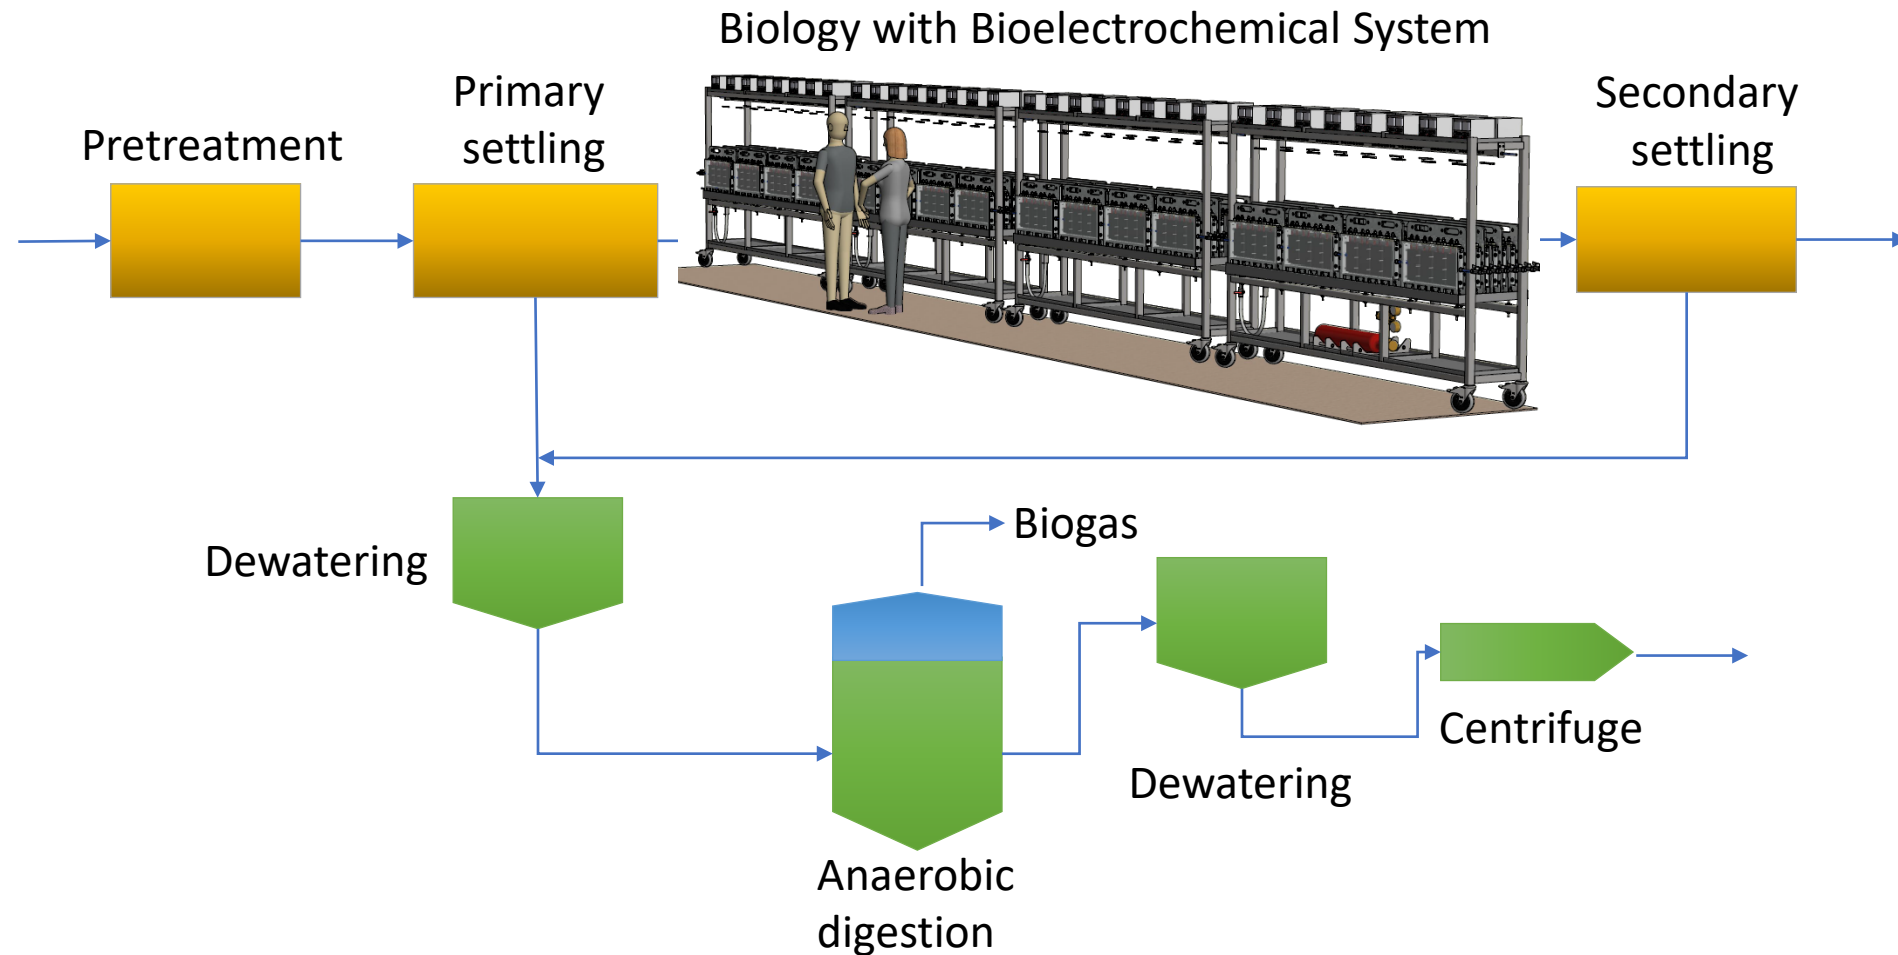 Biology with Bioelectrochemical System
Pretreatment
Primary
settling
Secondary
settling
Dewatering
Biogas
Anaerobic
digestion
Dewatering
Centrifuge